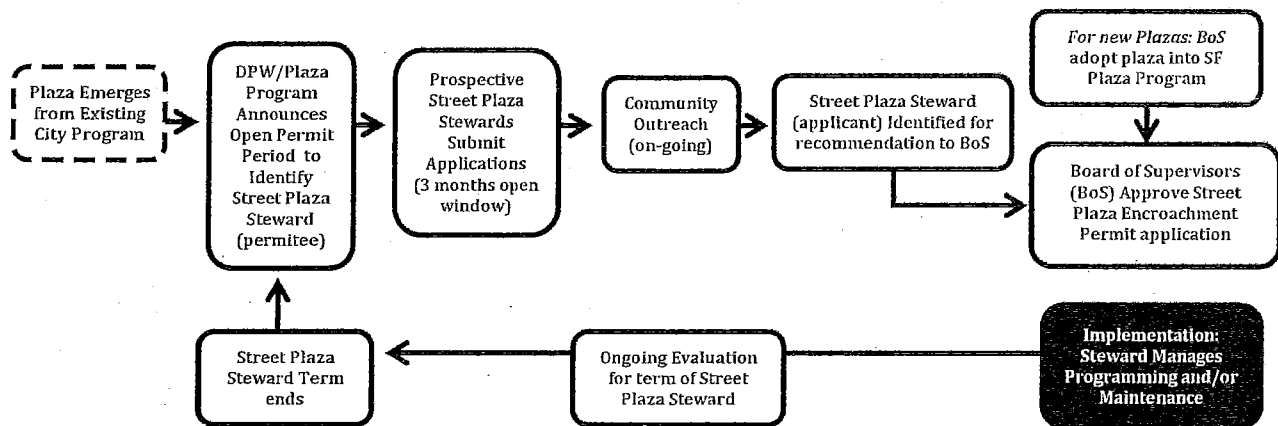 Plaza Emerges
from Existing
City Program
DPW/Plaza
Program
Announces
Open Permit
Period to
Identify
Street Plaza
Steward
(permitee)
Prospective
Street Plaza
Stewards
Submit
Applications
(3 months open
window)
Community
Outreach
(on-going)
Street Plaza Steward
(applicant) Identified for
recommendation to BoS
For new Plazas: BoS
adopt plaza into SF
Plaza Program
Board of Supervisors
(BoS) Approve Street
Plaza Encroachment
Permit application
Implementation:
Steward Manages
Programming and/or
Maintenance
Ongoing Evaluation
for term of Street
Plaza Steward
Street Plaza
Steward Term
ends